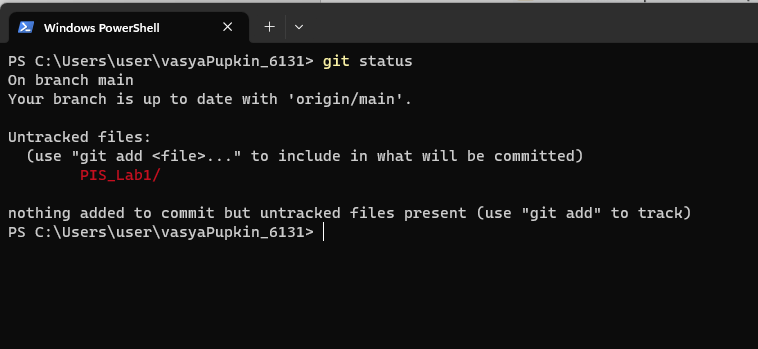 Windows PowerShell
PS C:\Users\user\vasyaPupkin_6131> git status
On branch main
Your branch is up to date with 'origin/main'.
Untracked files:
(use "git add <file>..." to include in what will be committed)
PIS_Lab1/
nothing added to commit but untracked files present (use "git add" to track)
PS C:\Users\user\vasyaPupkin_6131>